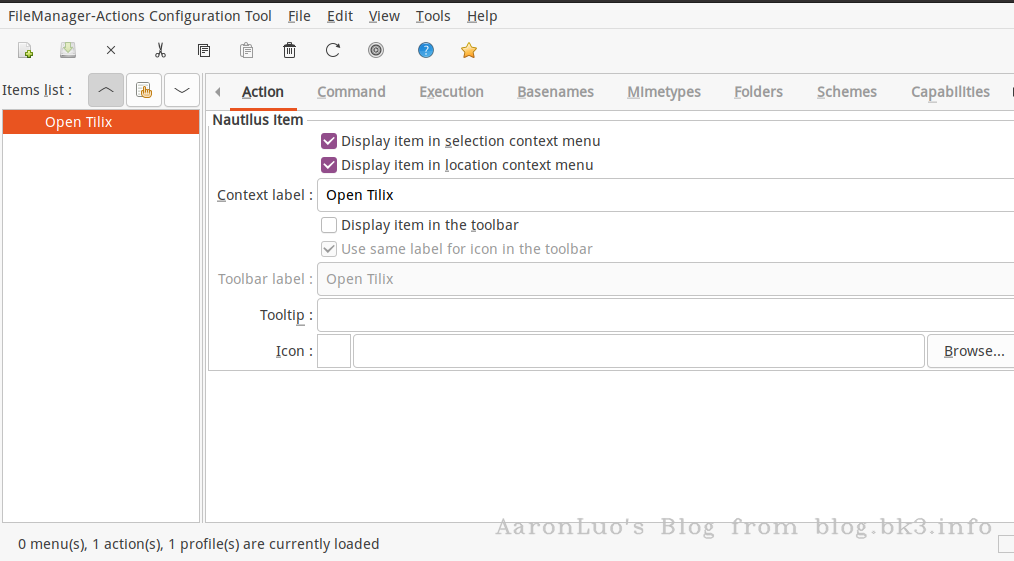 FileManager-Actions Configuration Tool File Edit View Tools Help
Items list :
Action Command Execution Basenames Mimetypes Folders Schemes Capabilities
Open Tilix
Nautilus Item
Display item in selection context menu
Display item in location context menu
Context label : Open Tilix
Display item in the toolbar
Use same label for icon in the toolbar
Toolbar label : Open Tilix
Tooltip :
Icon : Browse...
AaronLuo's Blog from blog.bk3.info
0 menu(s), 1 action(s), 1 profile(s) are currently loaded